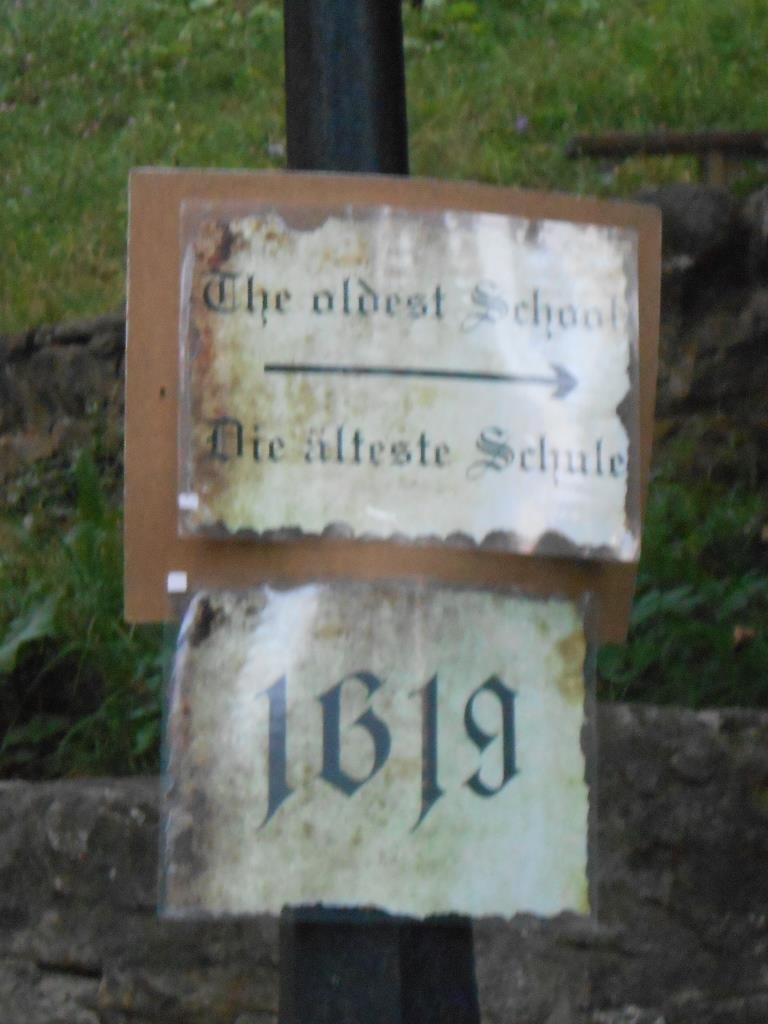 The oldest School
Die älteste Schule
1619